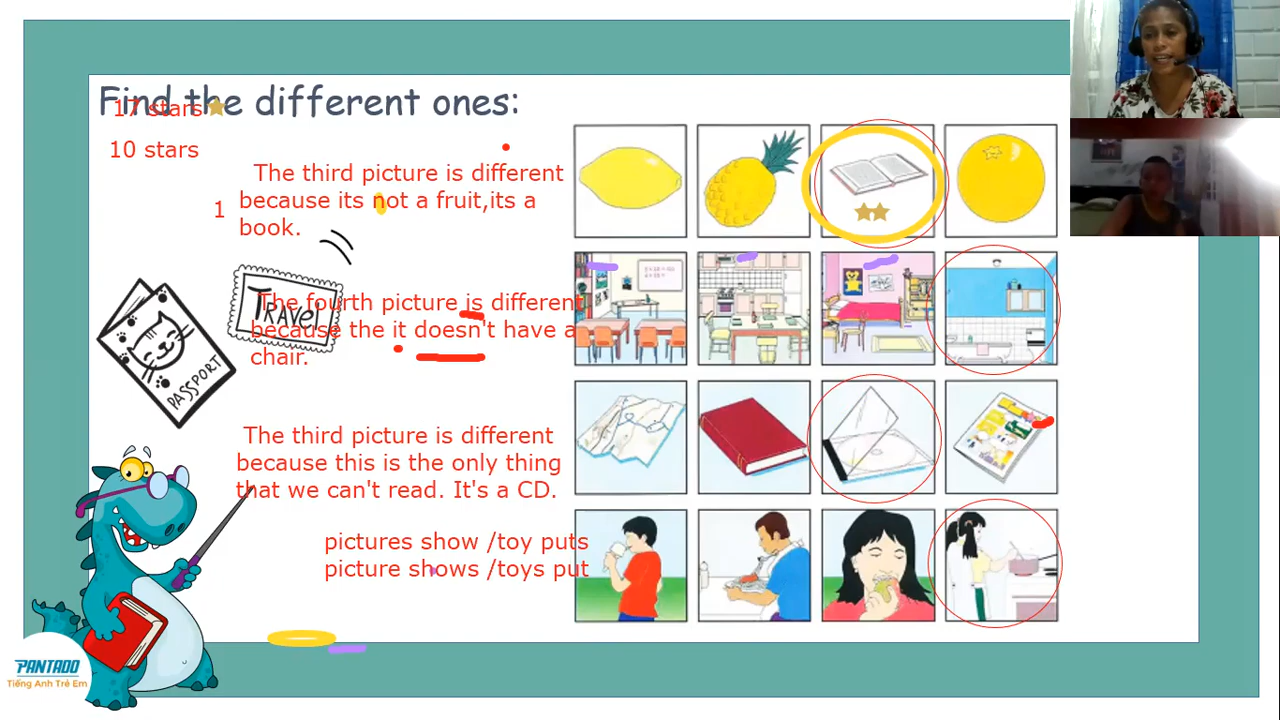 Find the different ones:
17 stars
10 stars
The third picture is different
1
because its not a fruit,its a
book.
TRAVEL
The fourth picture is different
because the it doesn't have a
chair.
PASSPORT
The third picture is different
because this is the only thing
that we can't read. It's a CD.
pictures show /toy puts
picture shows /toys put
PANTADO
Tiếng Anh Trẻ Em